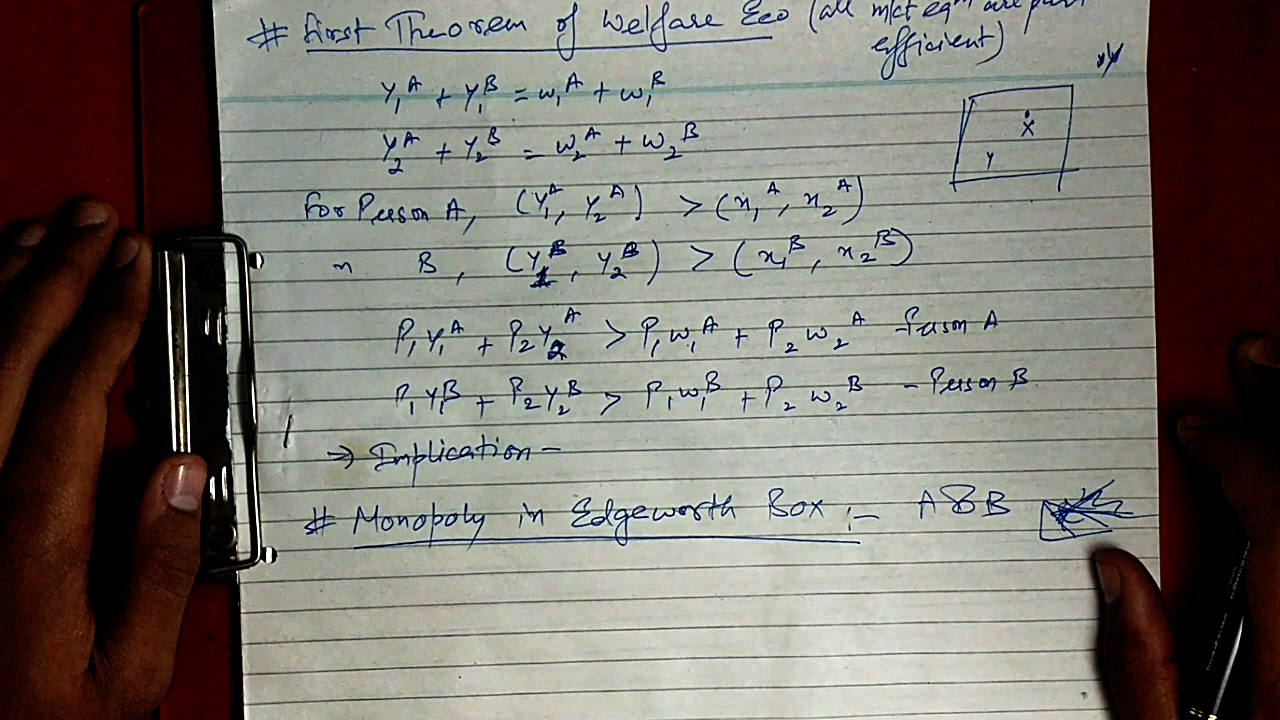 # First Theorem of Welfare Eco (all mkt eqᵐ are
efficient)
Y₁ᴬ + Y₁ᴮ = w₁ᴬ + w₁ᴮ
Y₂ᴬ + Y₂ᴮ = w₂ᴬ + w₂ᴮ
X
Y
For Person A, (Y₁ᴬ, Y₂ᴬ) > (x₁ᴬ, x₂ᴬ)
" B, (Y₁ᴮ, Y₂ᴮ) > (x₁ᴮ, x₂ᴮ)
P₁Y₁ᴬ + P₂Y₂ᴬ > P₁w₁ᴬ + P₂w₂ᴬ - Person A
P₁Y₁ᴮ + P₂Y₂ᴮ > P₁w₁ᴮ + P₂w₂ᴮ - Person B
⇒ Implication -
# Monopoly in Edgeworth Box :- A & B